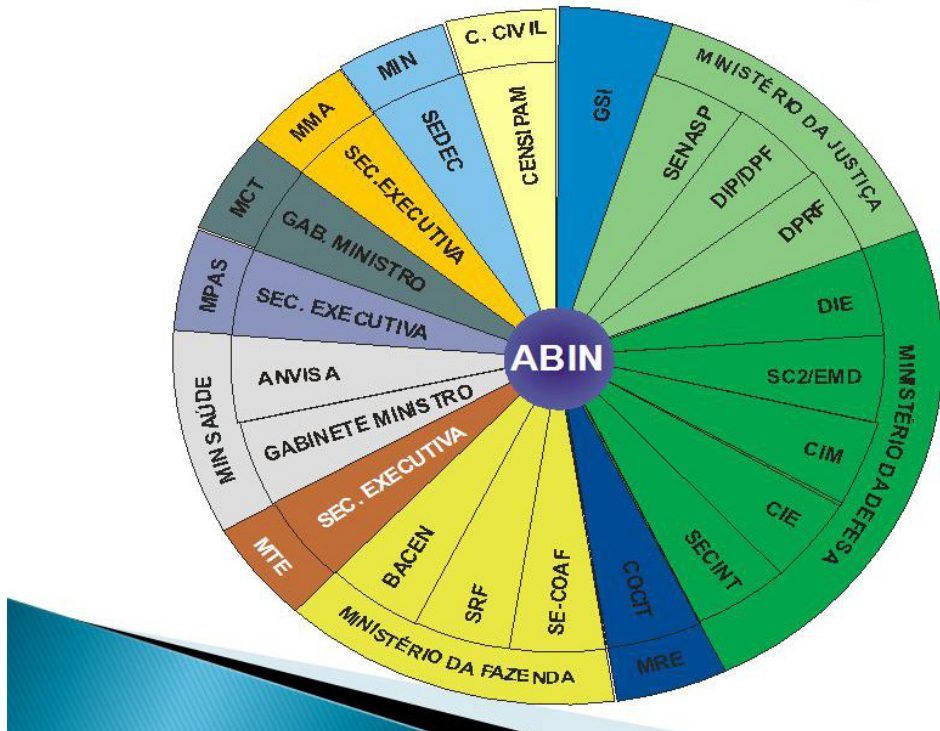 C. CIVIL
CENSIPAM
GSI
MINISTÉRIO DA JUSTIÇA
SENASP
DIP/DPF
DPRF
MINISTÉRIO DA DEFESA
DIE
SC2/EMD
CIM
CIE
SECINT
MRE
COCIT
MINISTÉRIO DA FAZENDA
SE-COAF
SRF
BACEN
MTE
SEC. EXECUTIVA
MIN SAÚDE
GABINETE MINISTRO
ANVISA
MPAS
SEC. EXECUTIVA
MCT
GAB. MINISTRO
MMA
SEC.EXECUTIVA
MIN
SEDEC
ABIN